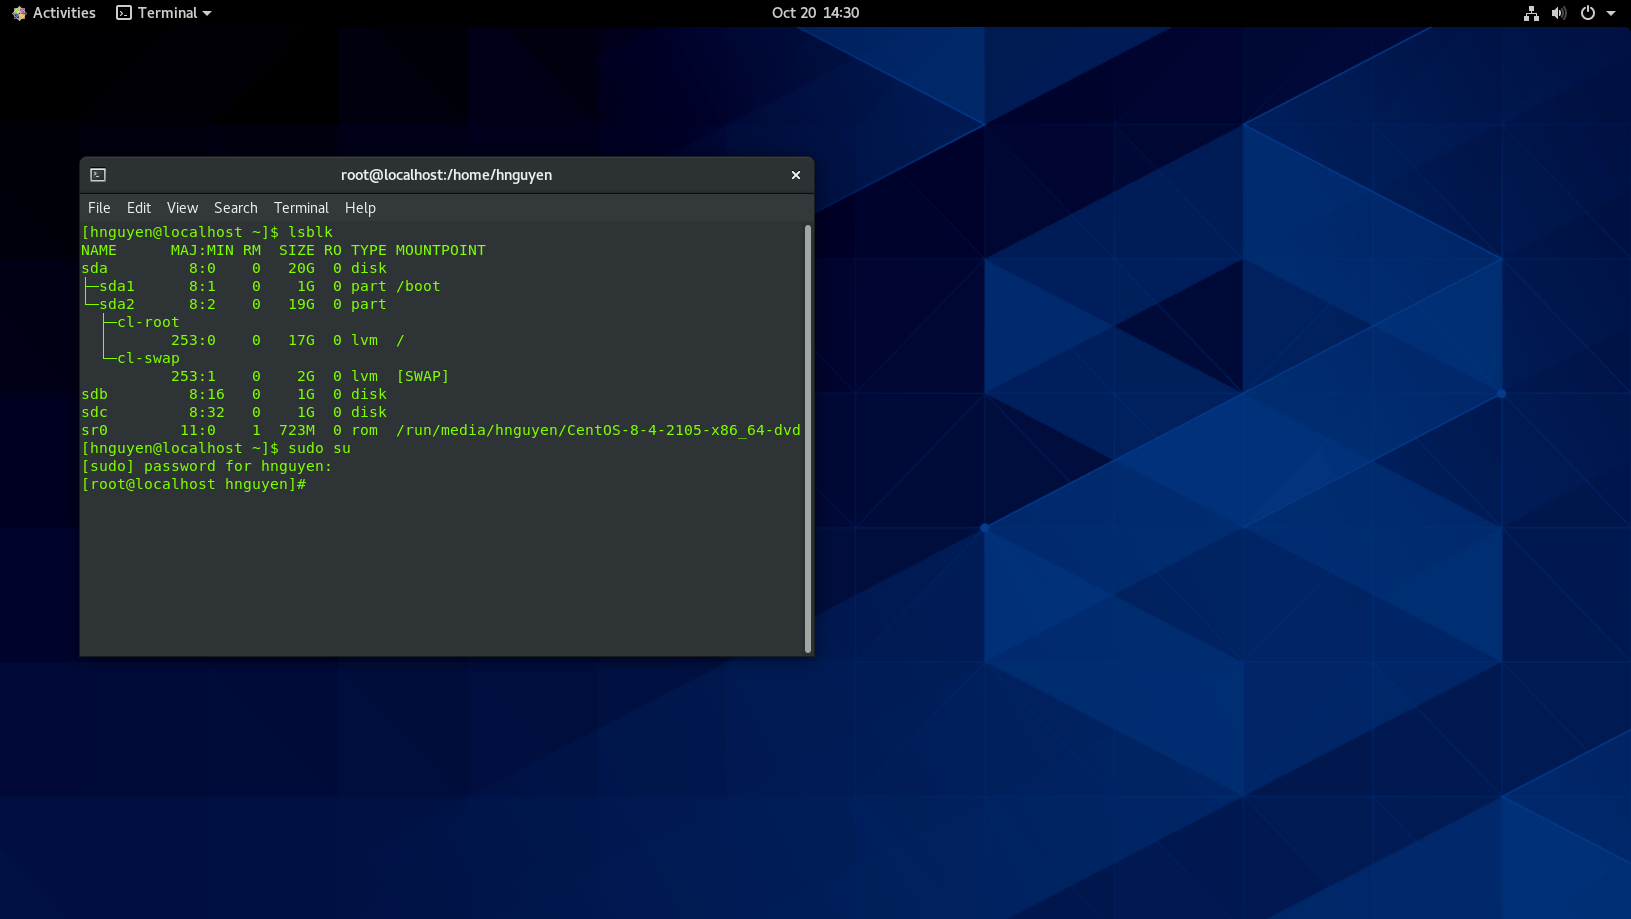 Activities Terminal Oct 20 14:30
root@localhost:/home/hnguyen
File Edit View Search Terminal Help
[hnguyen@localhost ~]$ lsblk
NAME      MAJ:MIN RM  SIZE RO TYPE MOUNTPOINT
sda         8:0    0   20G  0 disk
├─sda1      8:1    0    1G  0 part /boot
└─sda2      8:2    0   19G  0 part
  ├─cl-root
          253:0    0   17G  0 lvm  /
  └─cl-swap
          253:1    0    2G  0 lvm  [SWAP]
sdb         8:16   0    1G  0 disk
sdc         8:32   0    1G  0 disk
sr0        11:0    1  723M  0 rom  /run/media/hnguyen/CentOS-8-4-2105-x86_64-dvd
[hnguyen@localhost ~]$ sudo su
[sudo] password for hnguyen:
[root@localhost hnguyen]#